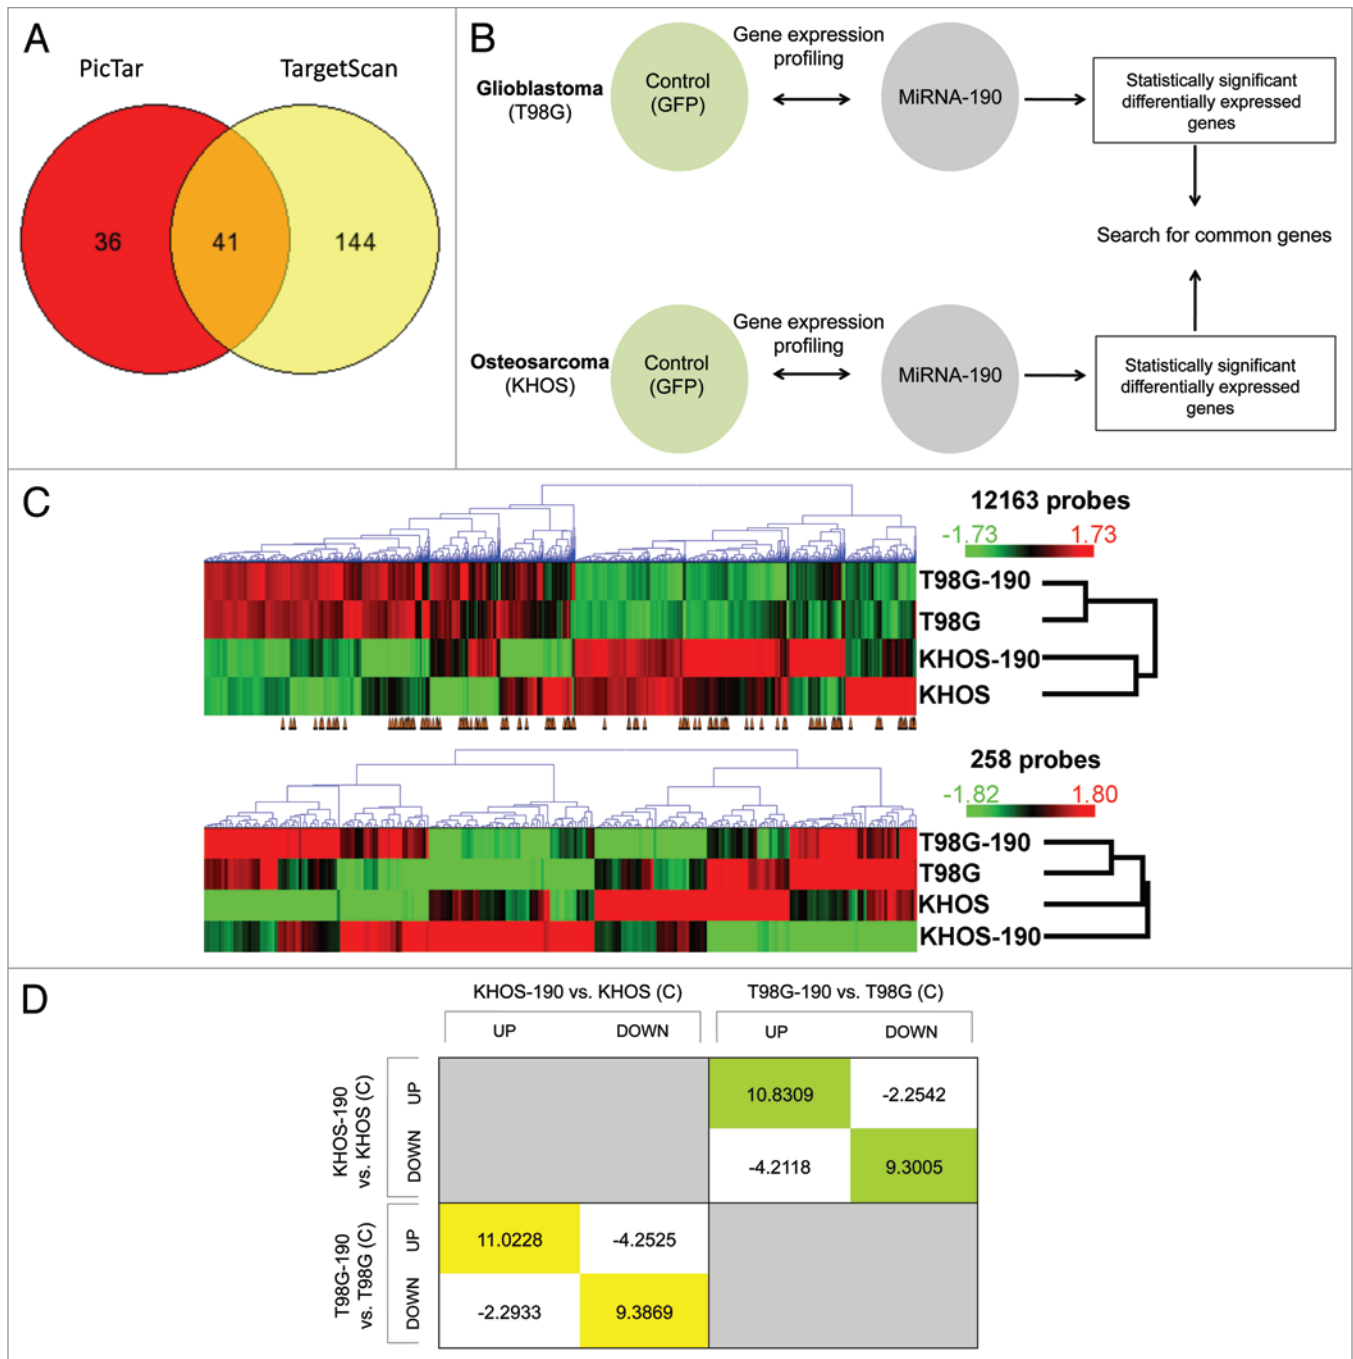 A
PicTar
TargetScan
36
41
144
B
Glioblastoma
(T98G)
Control
(GFP)
Gene expression
profiling
MiRNA-190
Statistically significant
differentially expressed
genes
Search for common genes
Osteosarcoma
(KHOS)
Control
(GFP)
Gene expression
profiling
MiRNA-190
Statistically significant
differentially expressed
genes
C
12163 probes
-1.73 1.73
T98G-190
T98G
KHOS-190
KHOS
258 probes
-1.82 1.80
T98G-190
T98G
KHOS
KHOS-190
D
KHOS-190 vs. KHOS (C) T98G-190 vs. T98G (C)
UP DOWN UP DOWN
KHOS-190
vs. KHOS (C)
UP 10.8309 -2.2542
DOWN -4.2118 9.3005
T98G-190
vs. T98G (C)
UP 11.0228 -4.2525
DOWN -2.2933 9.3869